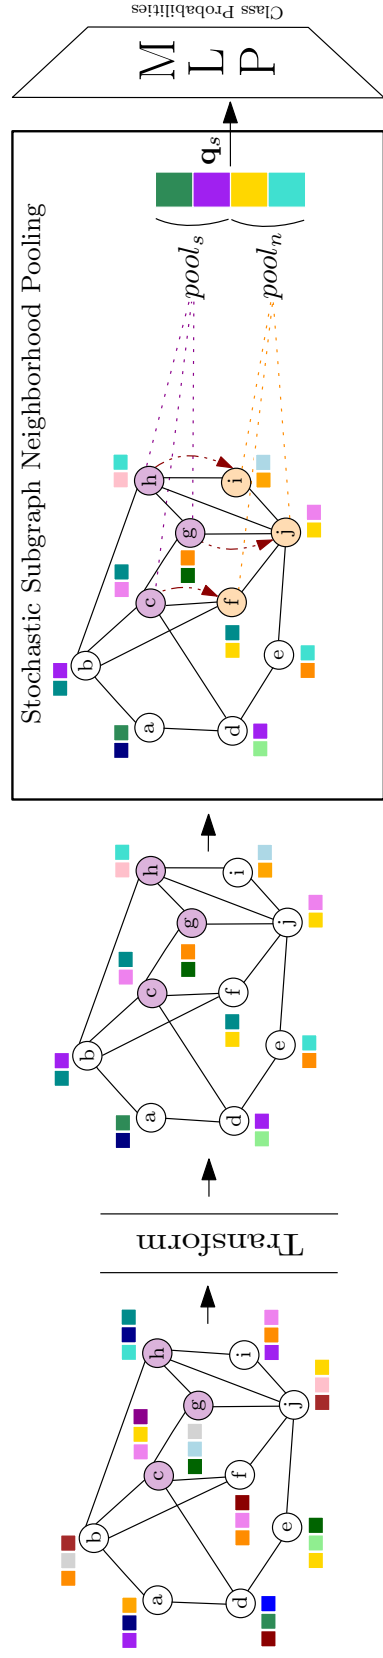 b
a
c
h
g
d
f
i
e
j
Transform
b
a
c
h
g
d
f
i
e
j
Stochastic Subgraph Neighborhood Pooling
b
a
c
h
g
d
f
i
e
j
pool_s
pool_n
q_s
M
L
P
Class Probabilities